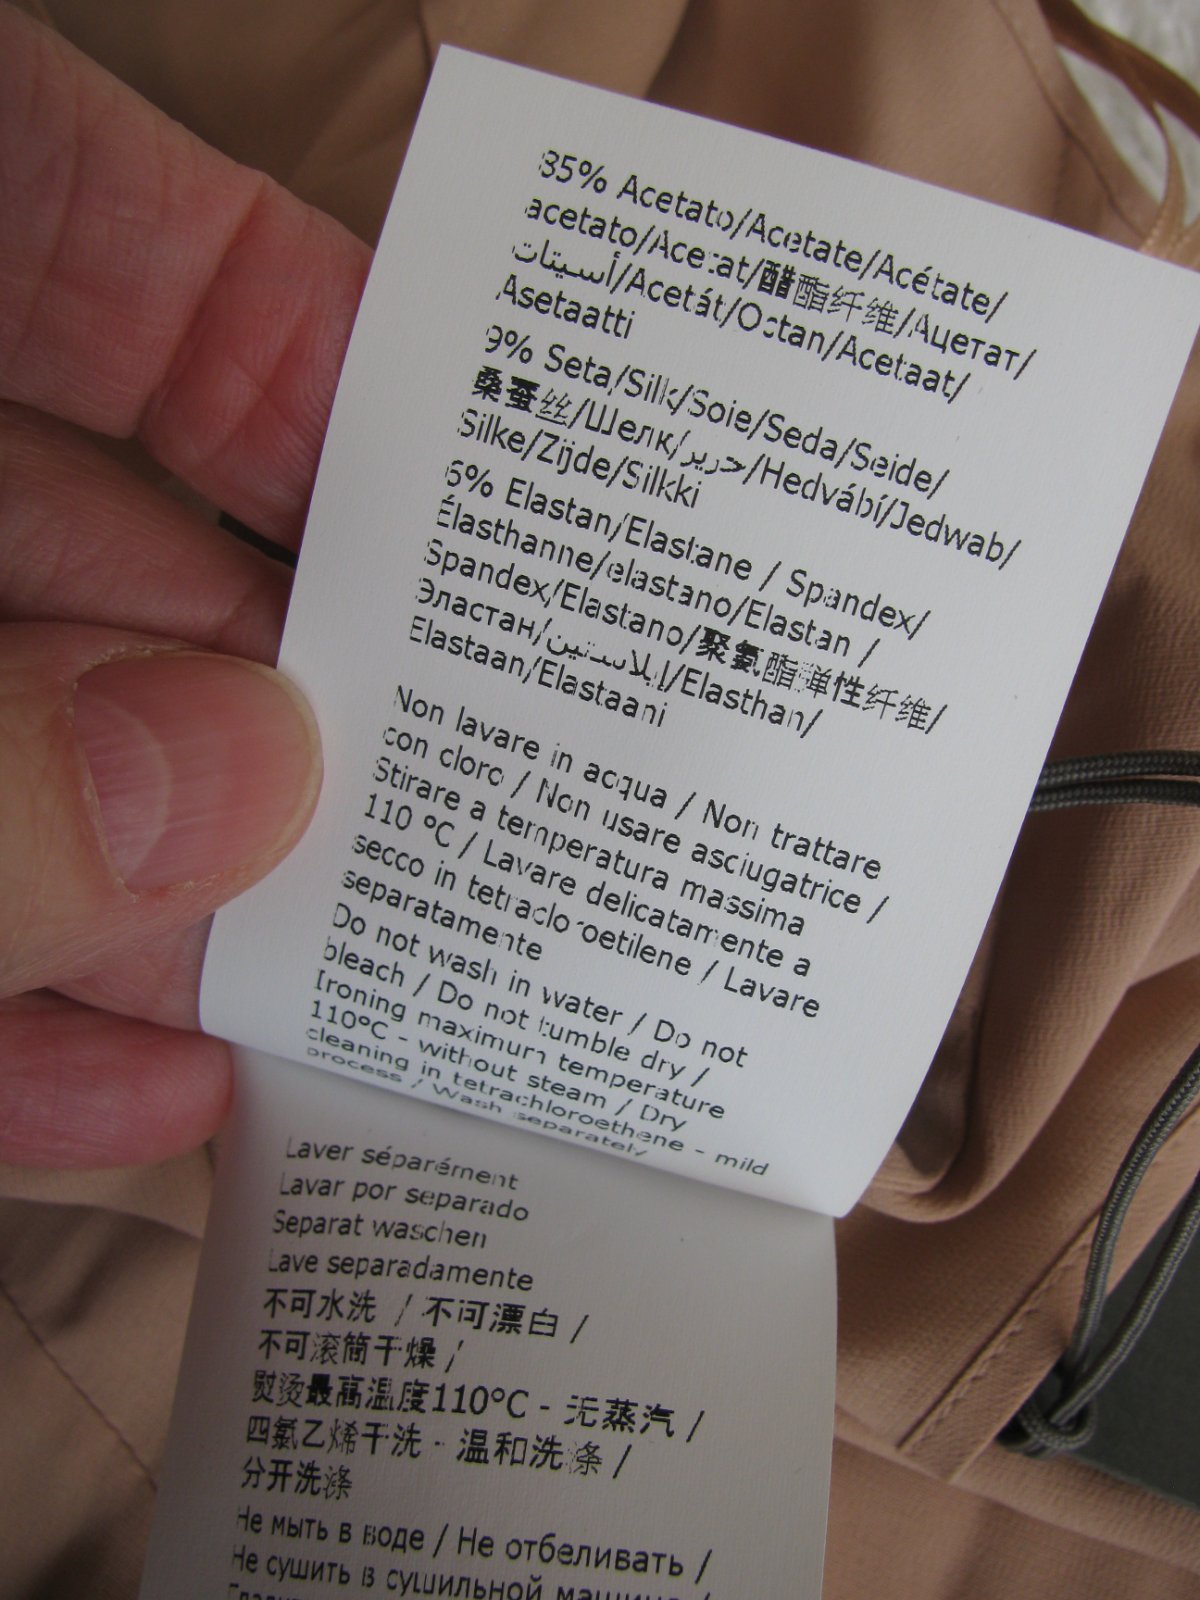 85% Acetato/Acetate/Acétate/
acetato/Acetat/醋酯纤维/Ацетат/
أسيتات/Acetát/Octan/Acetaat/
Asetaatti
9% Seta/Silk/Soie/Seda/Seide/
桑蚕丝/Шелк/حرير/Hedvábí/Jedwab/
Silke/Zijde/Silkki
6% Elastan/Elastane / Spandex/
Élasthanne/elastano/Elastan /
Spandex/Elastano/聚氨酯弹性纤维/
Эластан/إيلاستين/Elasthan/
Elastaan/Elastaani
Non lavare in acqua / Non trattare
con cloro / Non usare asciugatrice /
Stirare a temperatura massima
110 °C / Lavare delicatamente a
secco in tetracloroetilene / Lavare
separatamente
Do not wash in water / Do not
bleach / Do not tumble dry /
Ironing maximum temperature
110°C - without steam / Dry
cleaning in tetrachloroethene - mild
process / Wash separately
Laver séparément
Lavar por separado
Separat waschen
Lave separadamente
不可水洗 / 不可漂白 /
不可滚筒干燥 /
熨烫最高温度110°C - 无蒸汽 /
四氯乙烯干洗 - 温和洗涤 /
分开洗涤
Не мыть в воде / Не отбеливать /
Не сушить в сушильной машине /